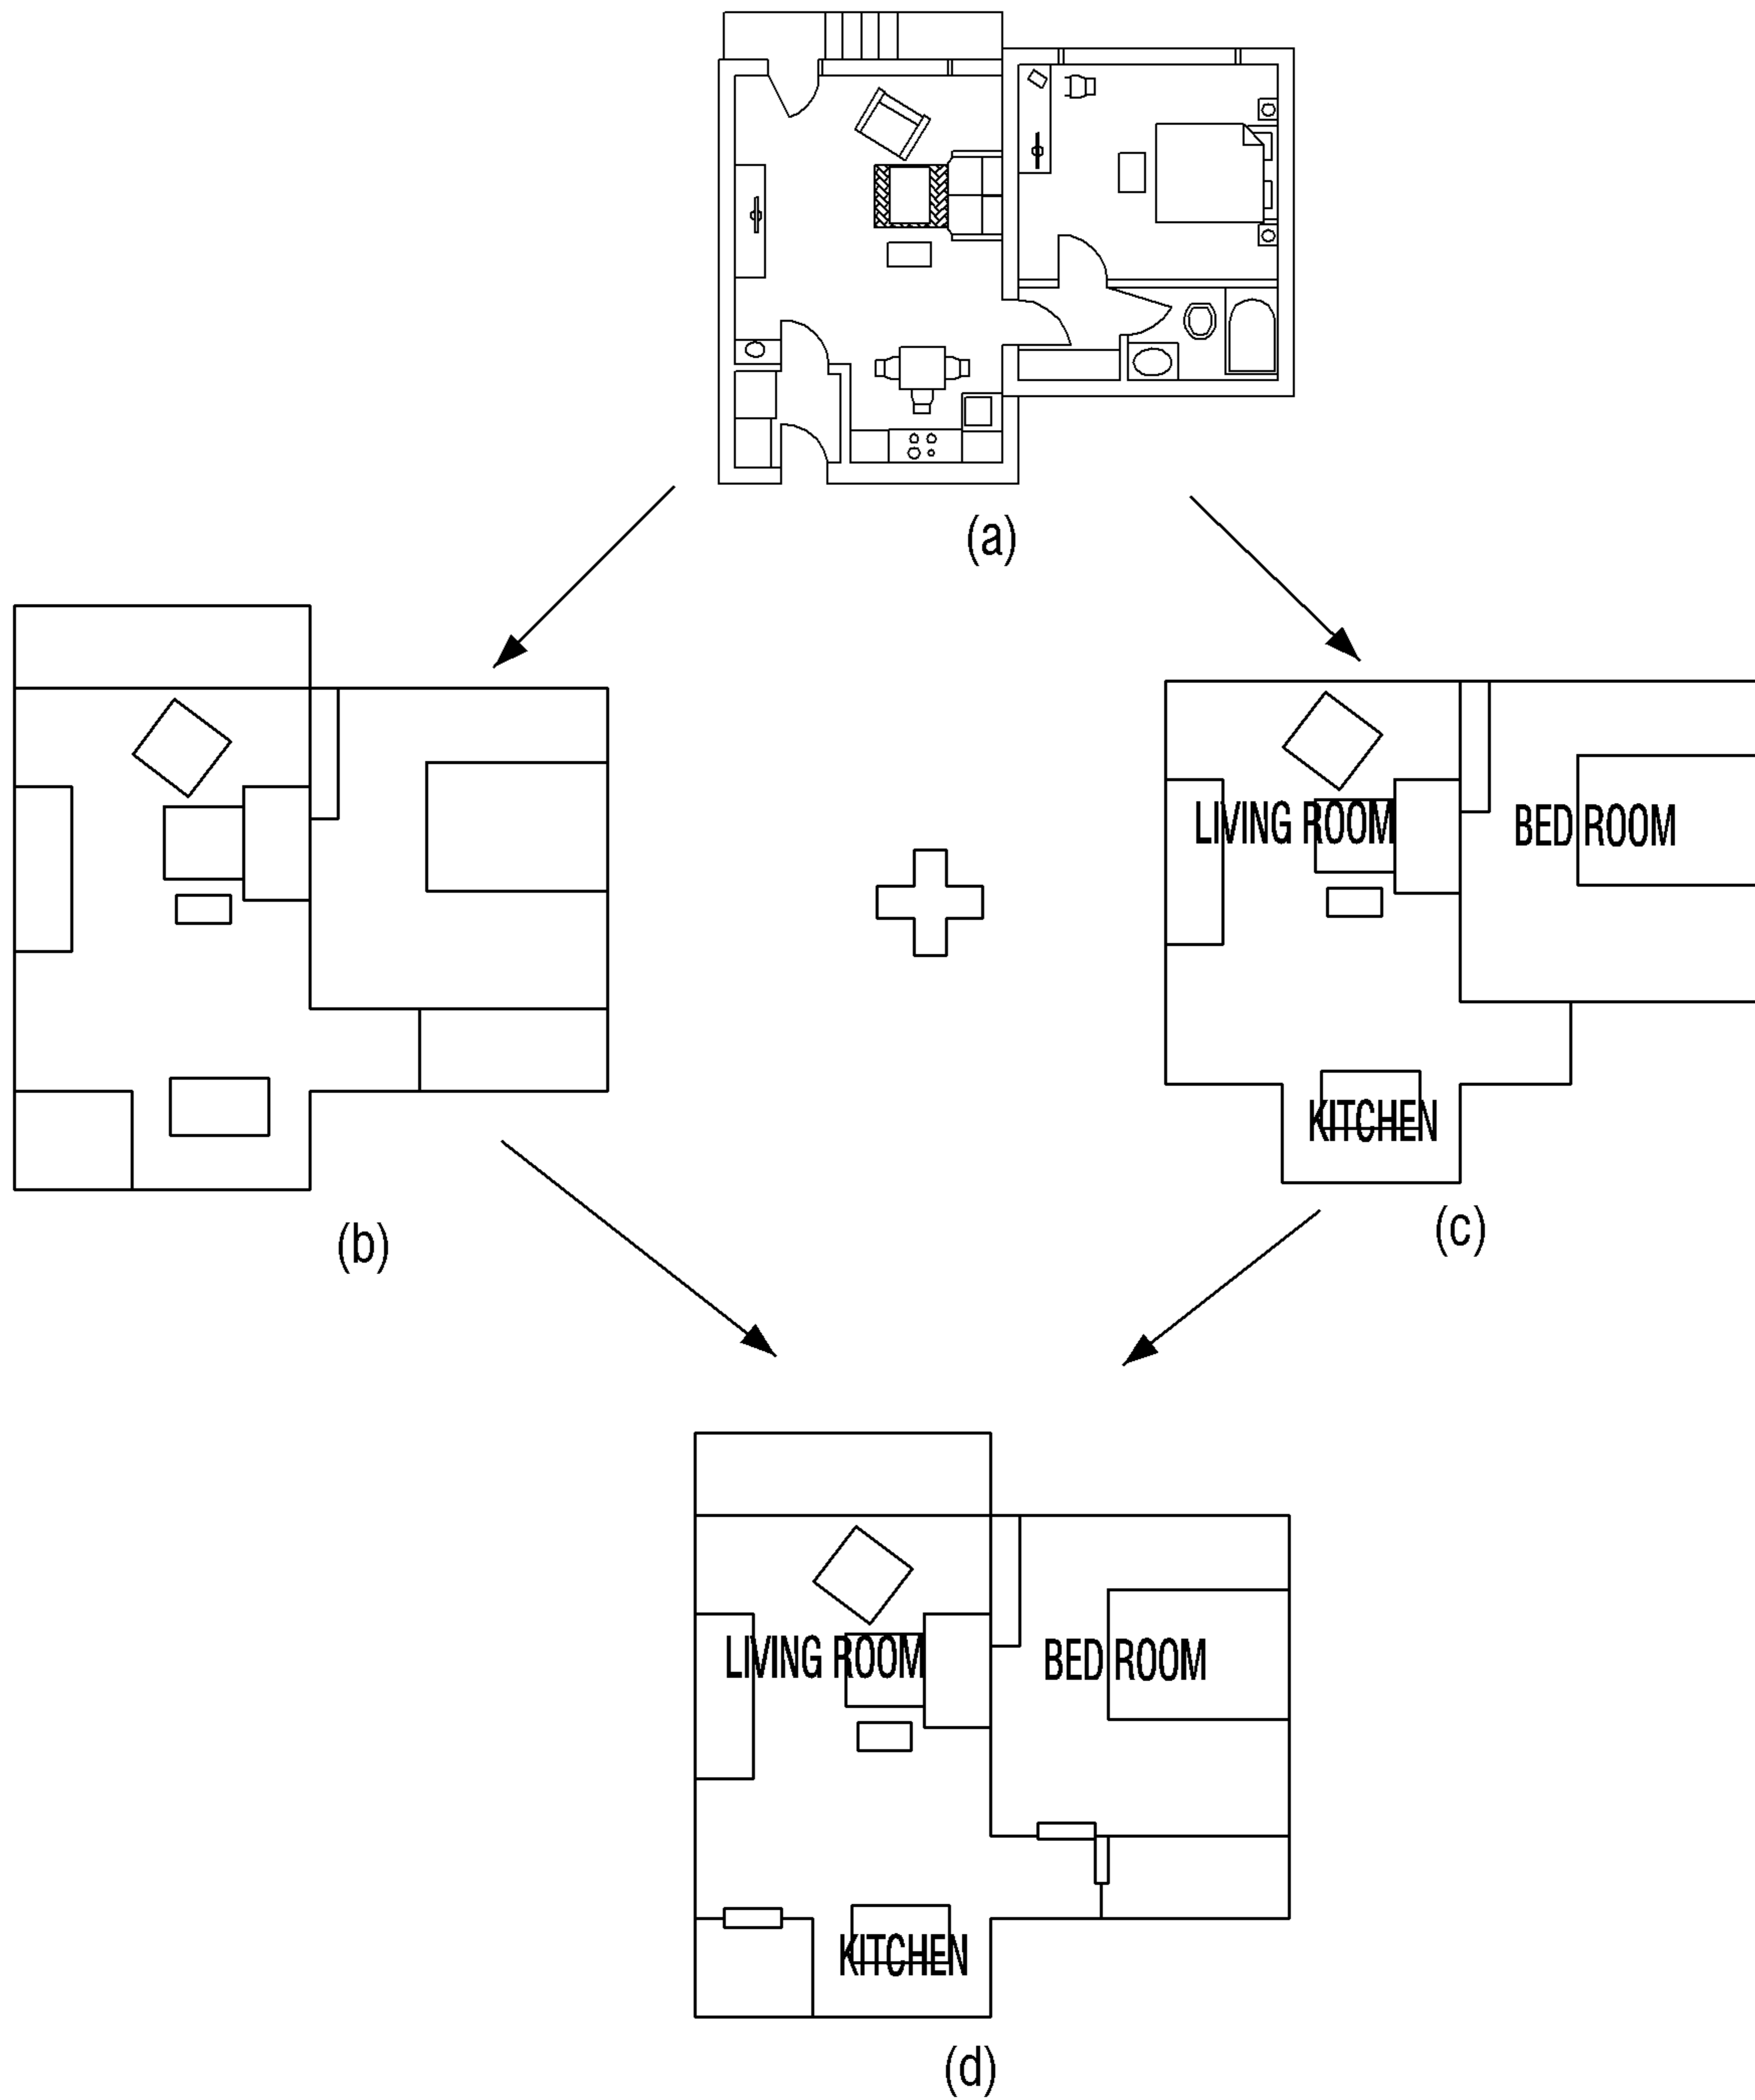 (a)
LIVING ROOM
BED ROOM
KITCHEN
(b)
(c)
LIVING ROOM
BED ROOM
KITCHEN
(d)